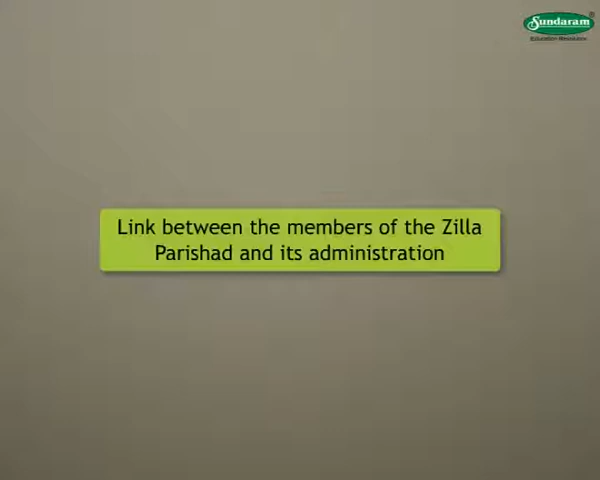 Sundaram
Link between the members of the Zilla
Parishad and its administration